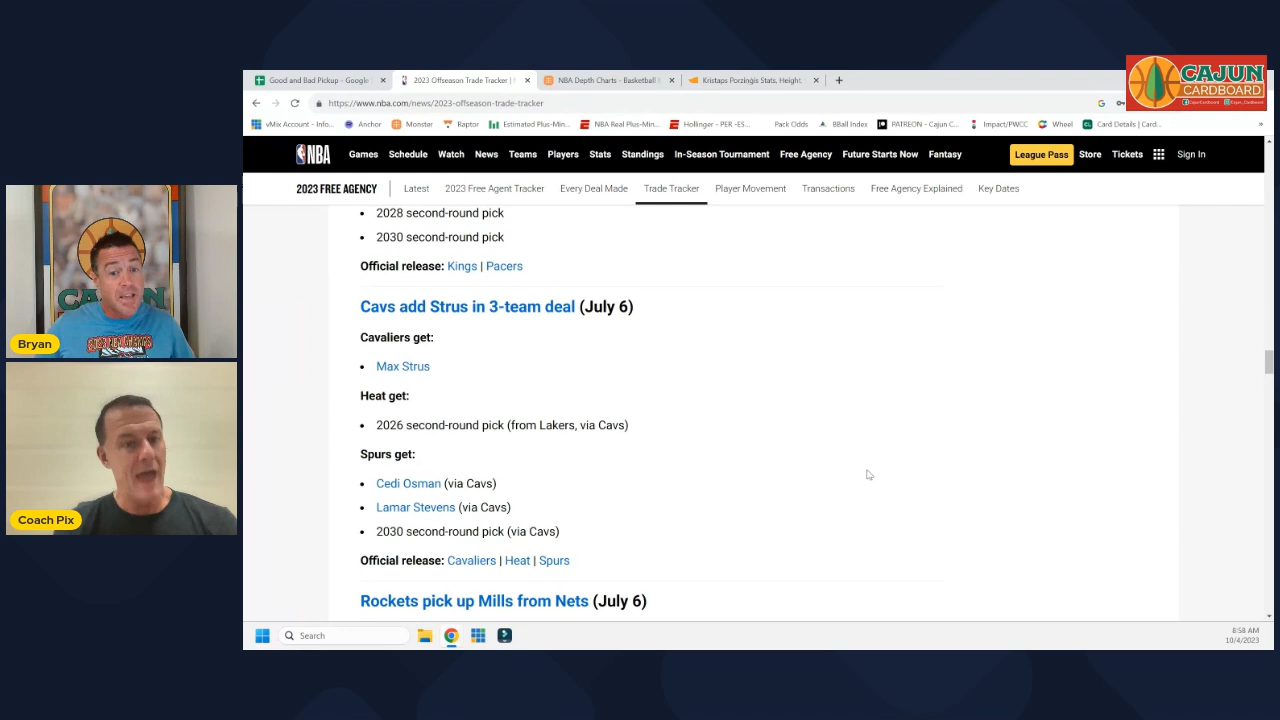 CAJUN
CARDBOARD
CajunCardboard
Cajun_Cardboard
Good and Bad Pickup - Google
2023 Offseason Trade Tracker |
NBA Depth Charts - Basketball
Kristaps Porzingis Stats, Height,
https://www.nba.com/news/2023-offseason-trade-tracker
vMix Account - Info...
Anchor
Monster
Raptor
Estimated Plus-Min...
NBA Real Plus-Min...
Hollinger - PER -ES...
Pack Odds
BBall Index
PATREON - Cajun C...
Impact/PWCC
Wheel
Card Details | Card...
NBA
Games
Schedule
Watch
News
Teams
Players
Stats
Standings
In-Season Tournament
Free Agency
Future Starts Now
Fantasy
League Pass
Store
Tickets
Sign In
2023 FREE AGENCY
Latest
2023 Free Agent Tracker
Every Deal Made
Trade Tracker
Player Movement
Transactions
Free Agency Explained
Key Dates
• 2028 second-round pick
• 2030 second-round pick
Official release: Kings | Pacers
Cavs add Strus in 3-team deal (July 6)
Cavaliers get:
• Max Strus
Heat get:
• 2026 second-round pick (from Lakers, via Cavs)
Spurs get:
• Cedi Osman (via Cavs)
• Lamar Stevens (via Cavs)
• 2030 second-round pick (via Cavs)
Official release: Cavaliers | Heat | Spurs
Rockets pick up Mills from Nets (July 6)
Search
8:58 AM
10/4/2023
Bryan
Coach Pix